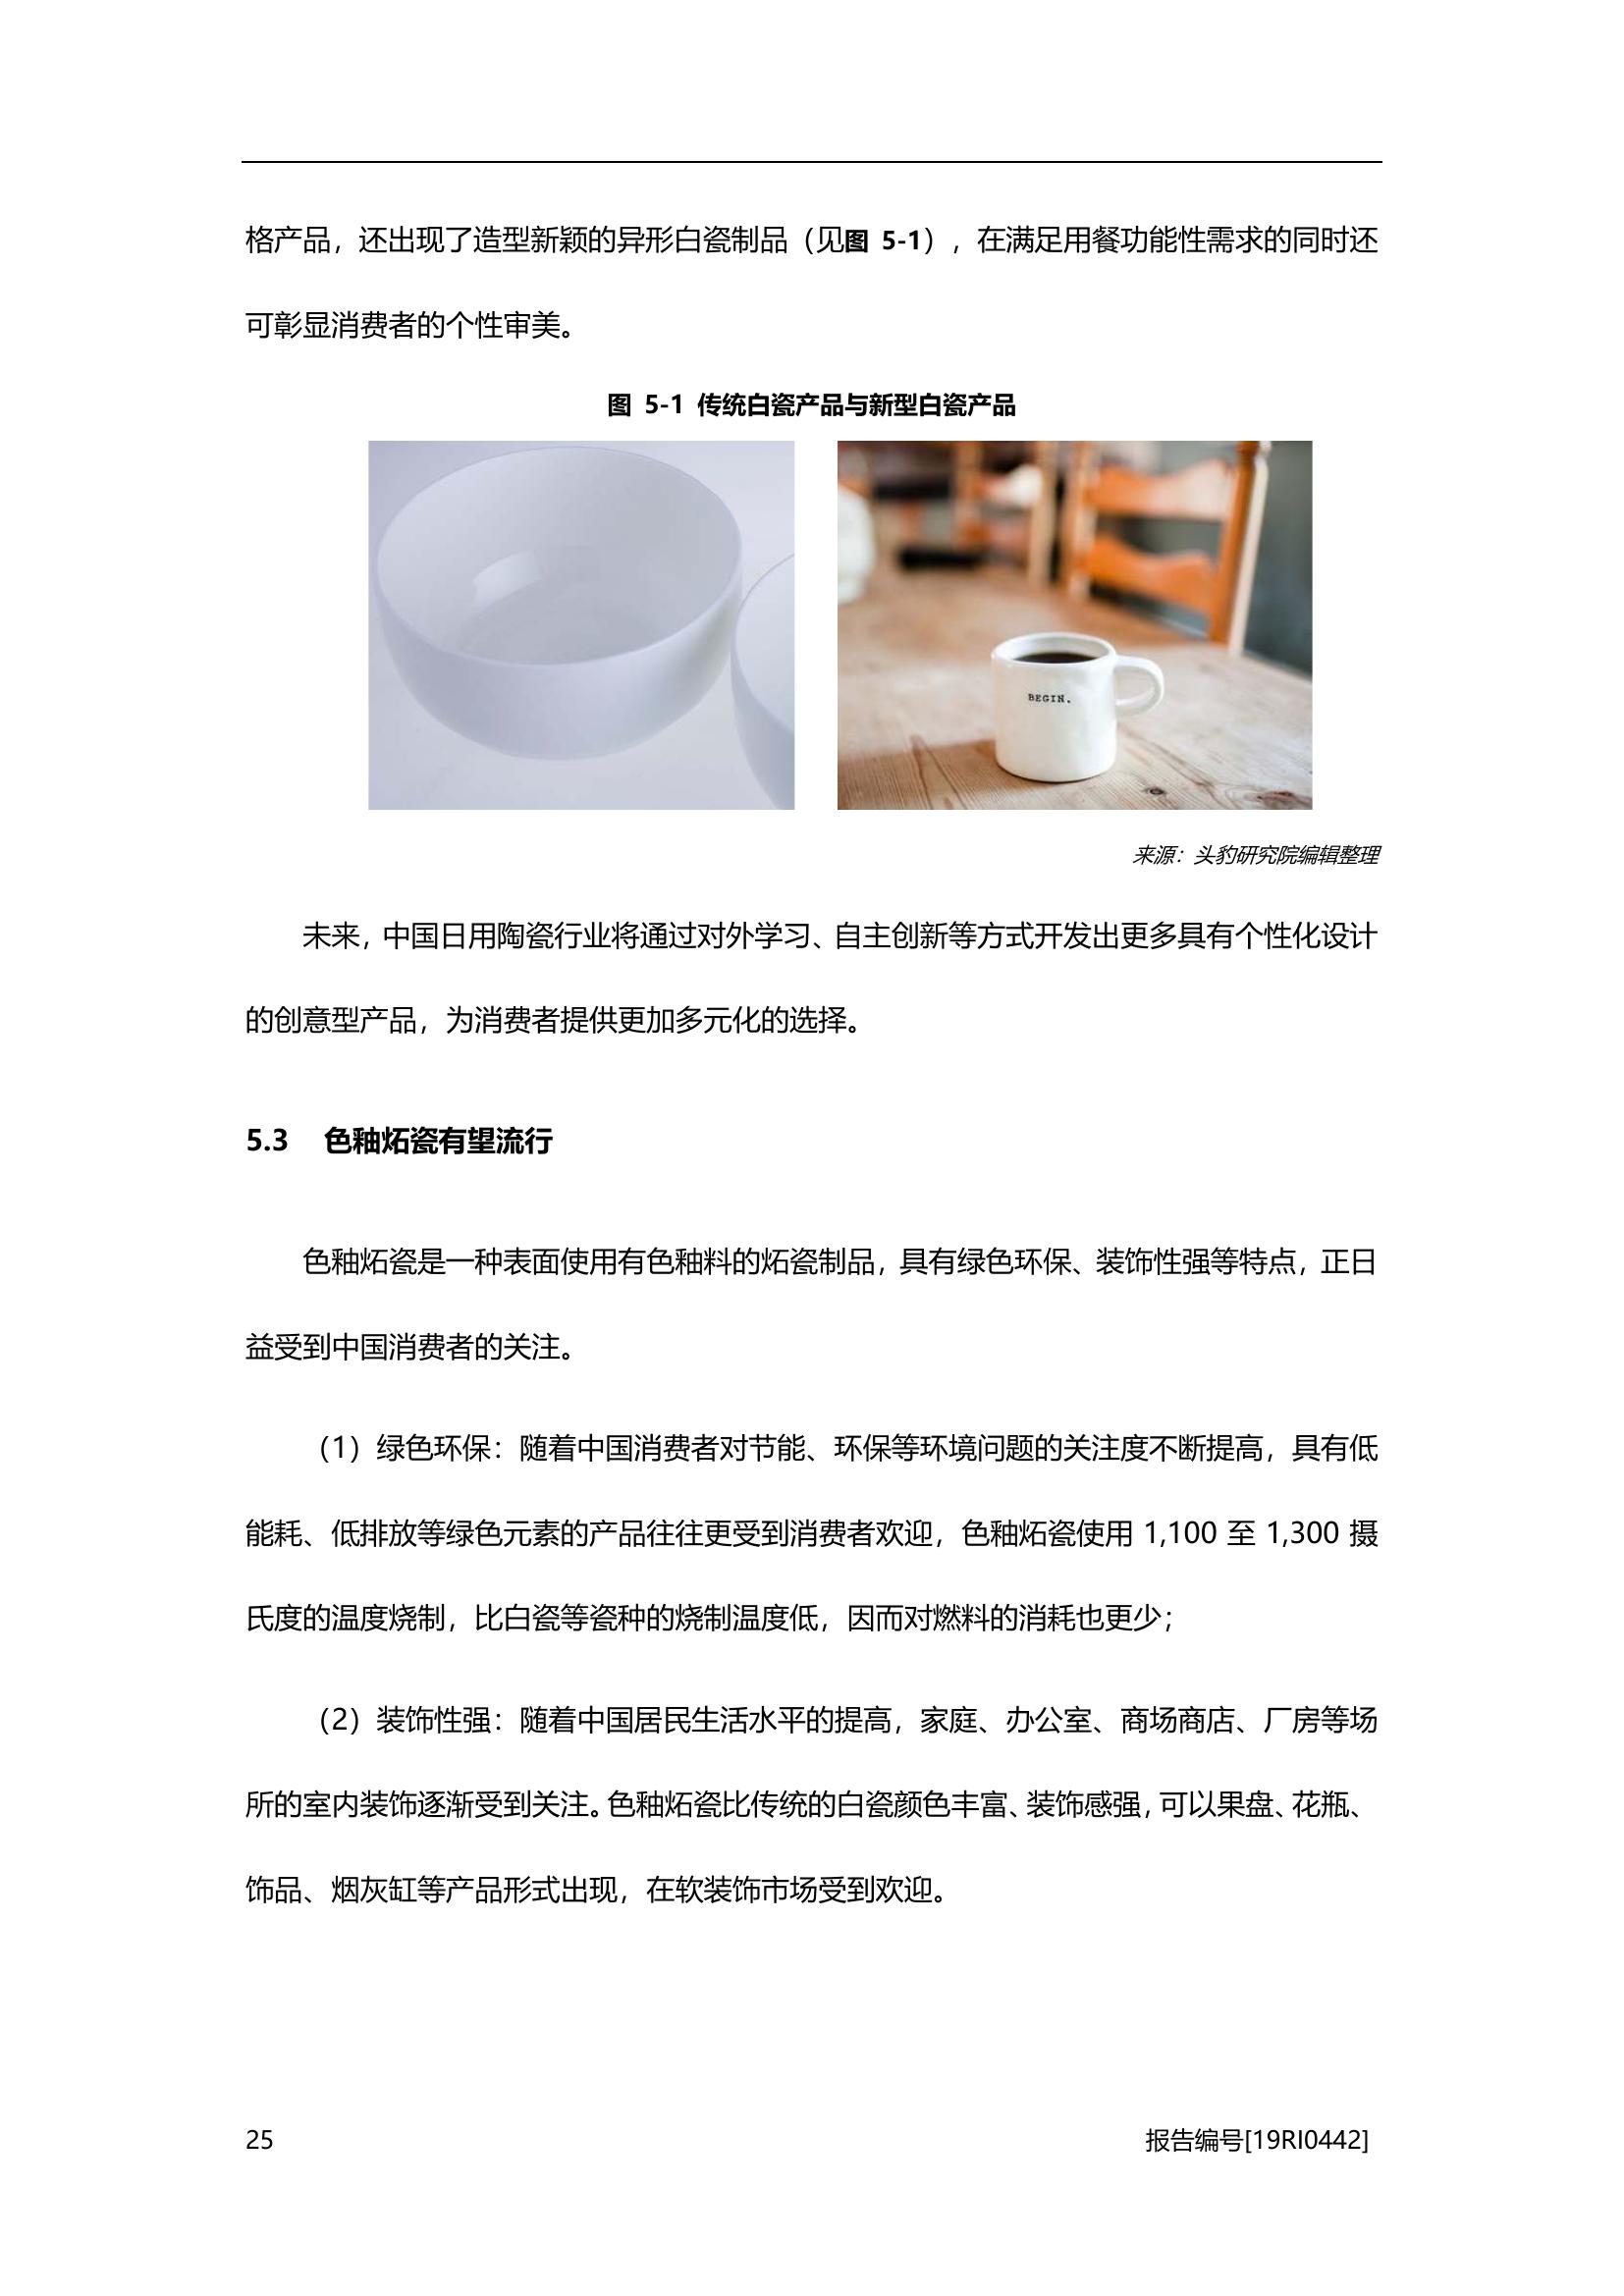 格产品，还出现了造型新颖的异形白瓷制品（见图 5-1），在满足用餐功能性需求的同时还
可彰显消费者的个性审美。
图 5-1 传统白瓷产品与新型白瓷产品
BEGIN.
来源：头豹研究院编辑整理
未来，中国日用陶瓷行业将通过对外学习、自主创新等方式开发出更多具有个性化设计
的创意型产品，为消费者提供更加多元化的选择。
5.3 色釉炻瓷有望流行
色釉炻瓷是一种表面使用有色釉料的炻瓷制品，具有绿色环保、装饰性强等特点，正日
益受到中国消费者的关注。
（1）绿色环保：随着中国消费者对节能、环保等环境问题的关注度不断提高，具有低
能耗、低排放等绿色元素的产品往往更受到消费者欢迎，色釉炻瓷使用 1,100 至 1,300 摄
氏度的温度烧制，比白瓷等瓷种的烧制温度低，因而对燃料的消耗也更少；
（2）装饰性强：随着中国居民生活水平的提高，家庭、办公室、商场商店、厂房等场
所的室内装饰逐渐受到关注。色釉炻瓷比传统的白瓷颜色丰富、装饰感强，可以果盘、花瓶、
饰品、烟灰缸等产品形式出现，在软装饰市场受到欢迎。
25 报告编号[19RI0442]